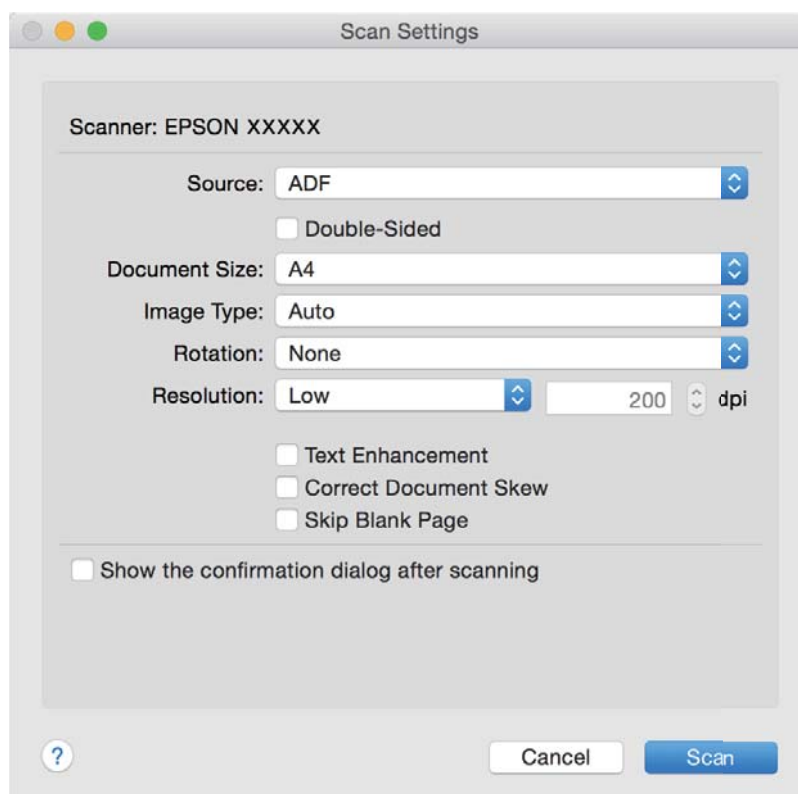 Scan Settings
Scanner: EPSON XXXXX
Source: ADF
Double-Sided
Document Size: A4
Image Type: Auto
Rotation: None
Resolution: Low 200 dpi
Text Enhancement
Correct Document Skew
Skip Blank Page
Show the confirmation dialog after scanning
? Cancel Scan